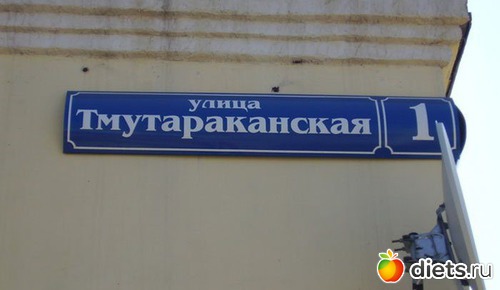 улица
Тмутараканская 1
diets.ru